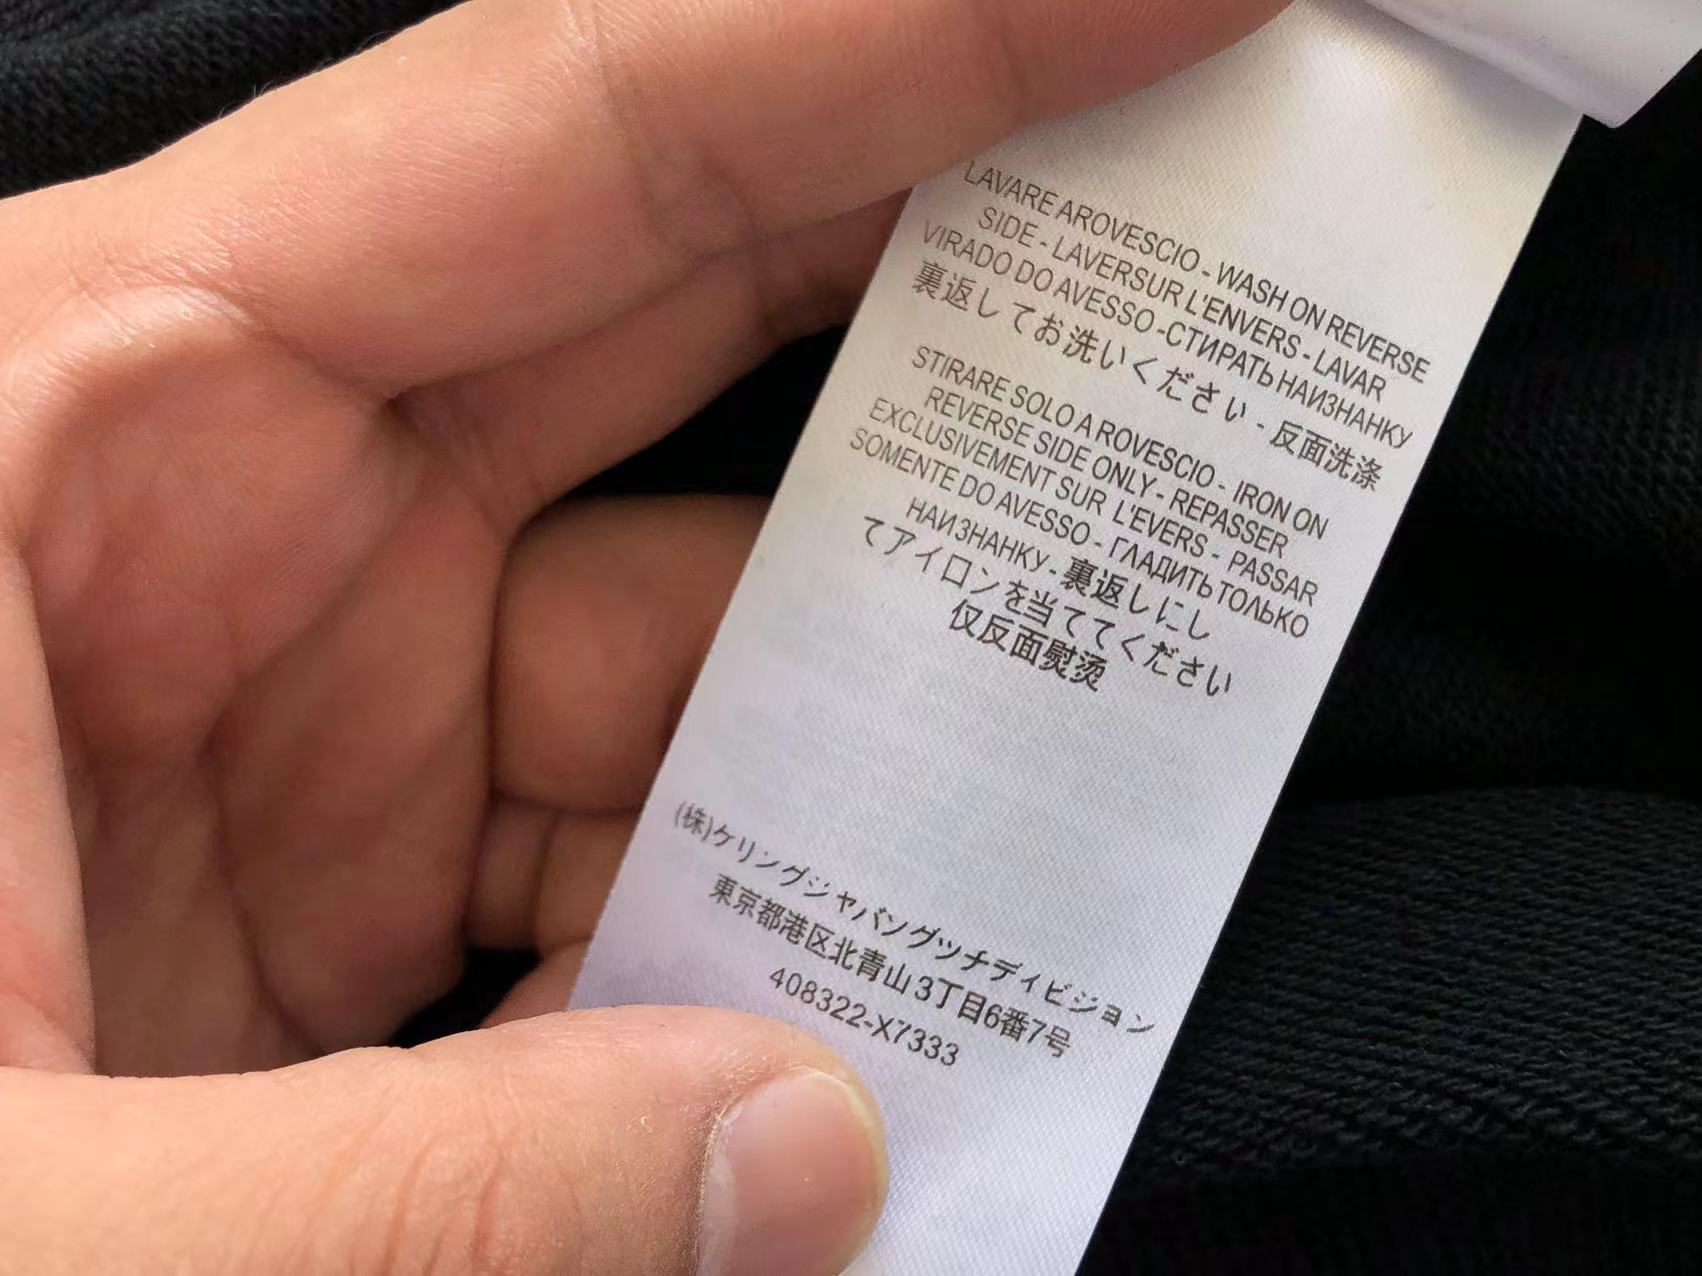 LAVARE AROVESCIO - WASH ON REVERSE
SIDE - LAVERSUR L'ENVERS - LAVAR
VIRADO DO AVESSO -СТИРАТЬ НАИЗНАНКУ
裏返してお洗いください - 反面洗涤
STIRARE SOLO A ROVESCIO - IRON ON
REVERSE SIDE ONLY - REPASSER
EXCLUSIVEMENT SUR L'EVERS - PASSAR
SOMENTE DO AVESSO - ГЛАДИТЬ ТОЛЬКО
НАИЗНАНКУ - 裏返しにし
てアイロンを当ててください
仅反面熨烫
(株)ケリングジャバングッチディビジョン
東京都港区北青山3丁目6番7号
408322-X7333